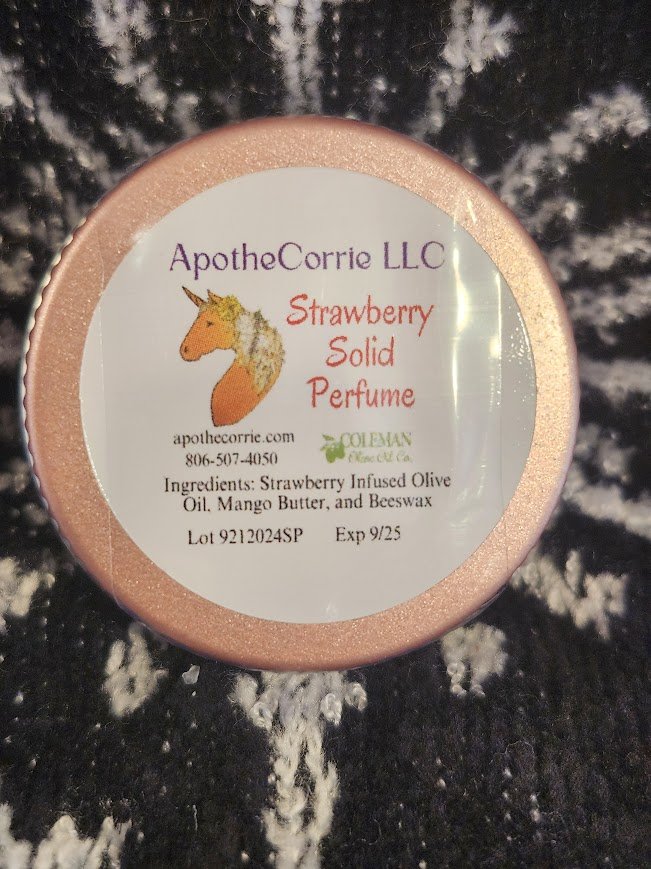 ApotheCorrie LLC
Strawberry
Solid
Perfume
apothecorrie.com
806-507-4050
COLEMAN
Olive Oil Co.
Ingredients: Strawberry Infused Olive
Oil, Mango Butter, and Beeswax
Lot 9212024SP Exp 9/25